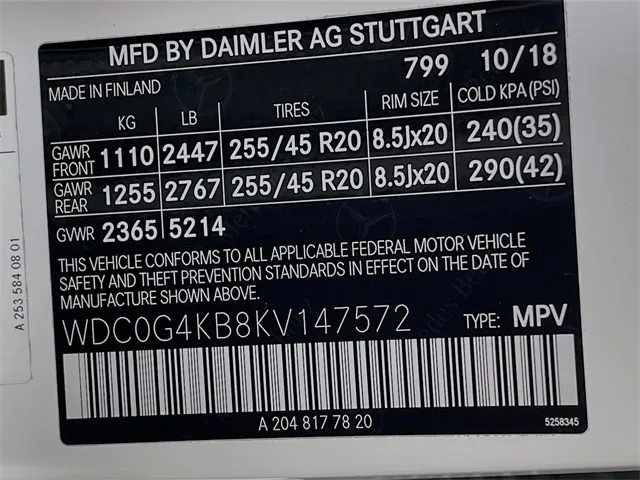 MFD BY DAIMLER AG STUTTGART
799 10/18
MADE IN FINLAND
KG LB TIRES RIM SIZE COLD KPA(PSI)
GAWR FRONT 1110 2447 255/45 R20 8.5Jx20 240(35)
GAWR REAR 1255 2767 255/45 R20 8.5Jx20 290(42)
GVWR 2365 5214
THIS VEHICLE CONFORMS TO ALL APPLICABLE FEDERAL MOTOR VEHICLE
SAFETY AND THEFT PREVENTION STANDARDS IN EFFECT ON THE DATE
OF MANUFACTURE SHOWN ABOVE.
WDC0G4KB8KV147572 TYPE: MPV
A 204 817 78 20
5258345
A 253 584 08 01